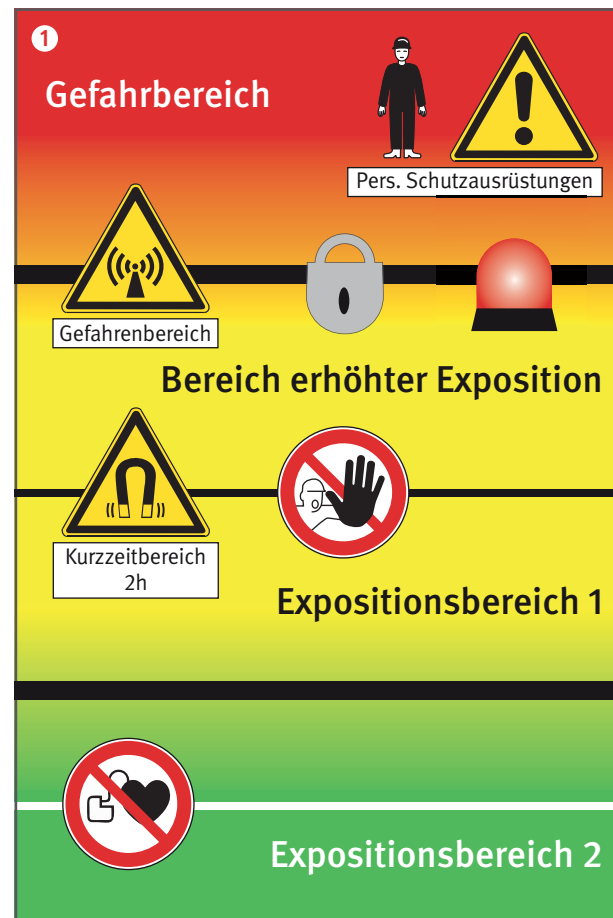 1
Gefahrbereich
Pers. Schutzausrüstungen
Gefahrenbereich
Bereich erhöhter Exposition
Kurzzeitbereich
2h
Expositionsbereich 1
Expositionsbereich 2